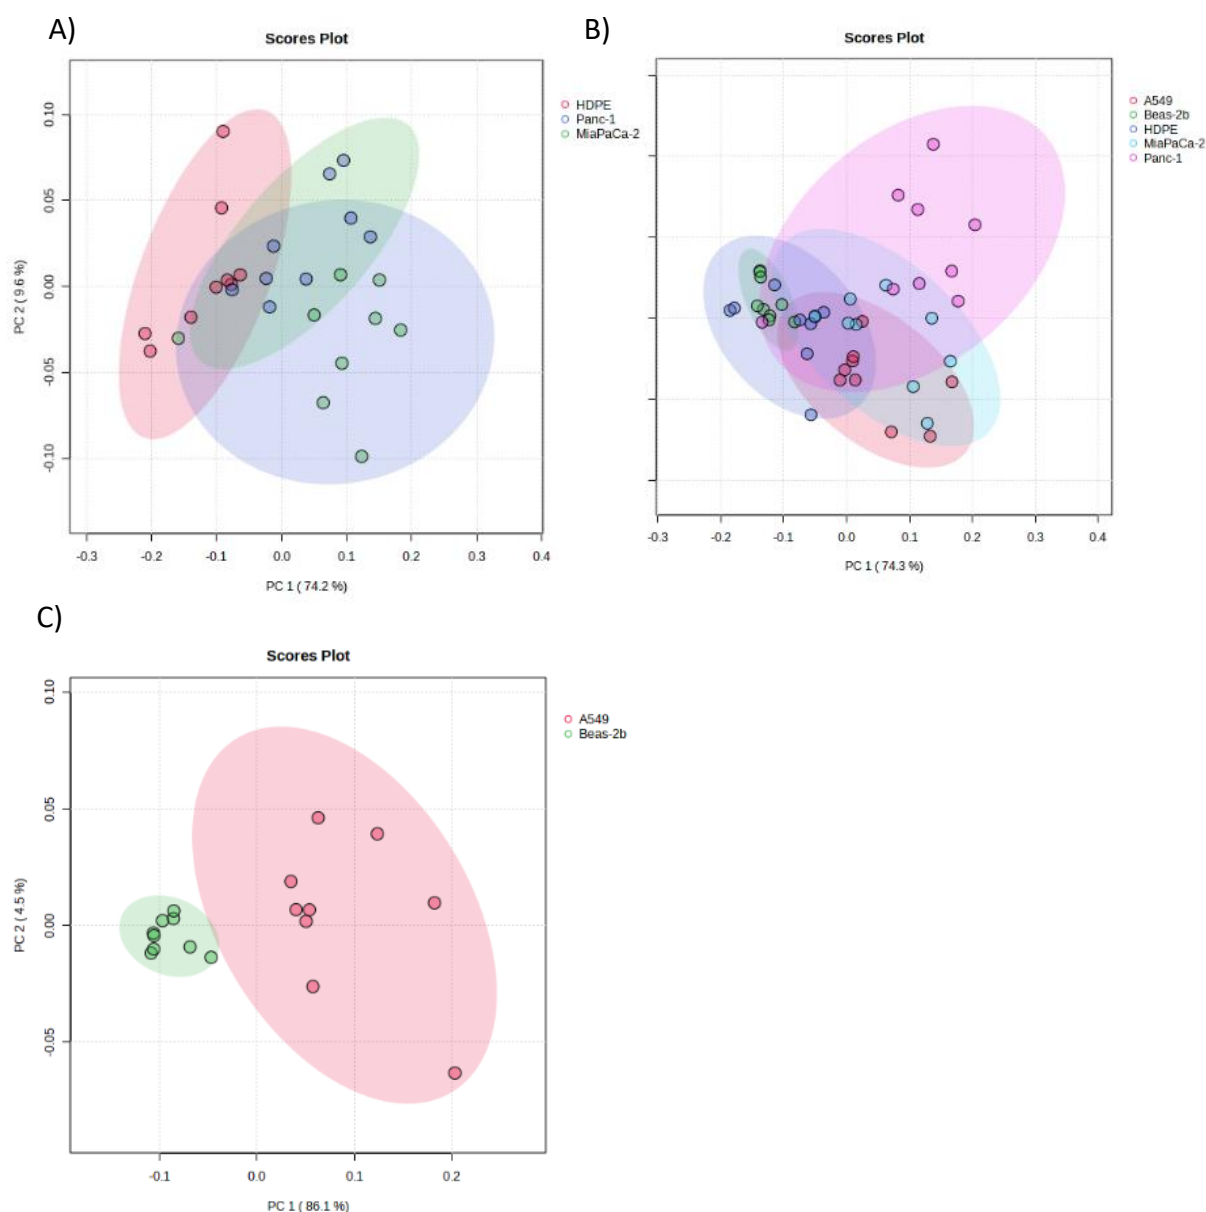 A)
Scores Plot
PC 2 ( 9.6 %)
0.10
0.05
0.00
-0.05
-0.10
-0.3 -0.2 -0.1 0.0 0.1 0.2 0.3 0.4
PC 1 ( 74.2 %)
HDPE
Panc-1
MiaPaCa-2
B)
Scores Plot
-0.3 -0.2 -0.1 0.0 0.1 0.2 0.3 0.4
PC 1 ( 74.3 %)
A549
Beas-2b
HDPE
MiaPaCa-2
Panc-1
C)
Scores Plot
PC 2 ( 4.5 %)
0.10
0.05
0.00
-0.05
-0.1 0.0 0.1 0.2
PC 1 ( 86.1 %)
A549
Beas-2b